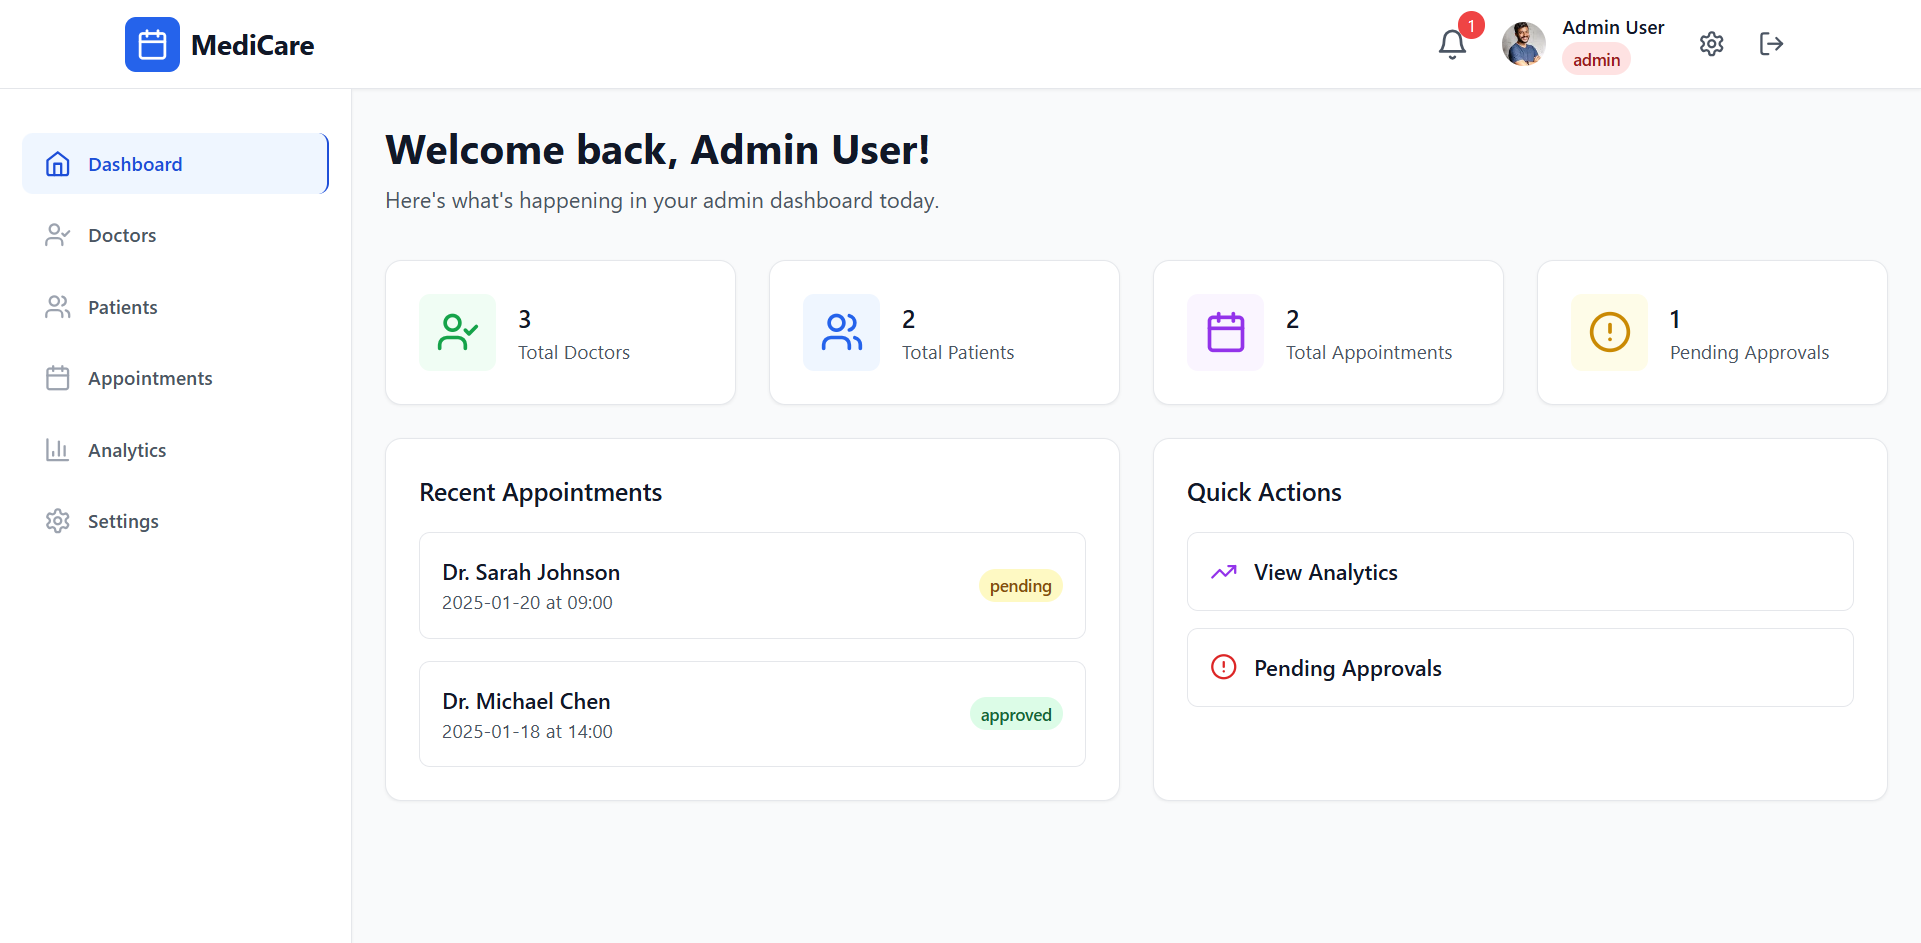 MediCare
1
Admin User
admin
Dashboard
Doctors
Patients
Appointments
Analytics
Settings
Welcome back, Admin User!
Here's what's happening in your admin dashboard today.
3
Total Doctors
2
Total Patients
2
Total Appointments
1
Pending Approvals
Recent Appointments
Dr. Sarah Johnson
2025-01-20 at 09:00
pending
Dr. Michael Chen
2025-01-18 at 14:00
approved
Quick Actions
View Analytics
Pending Approvals